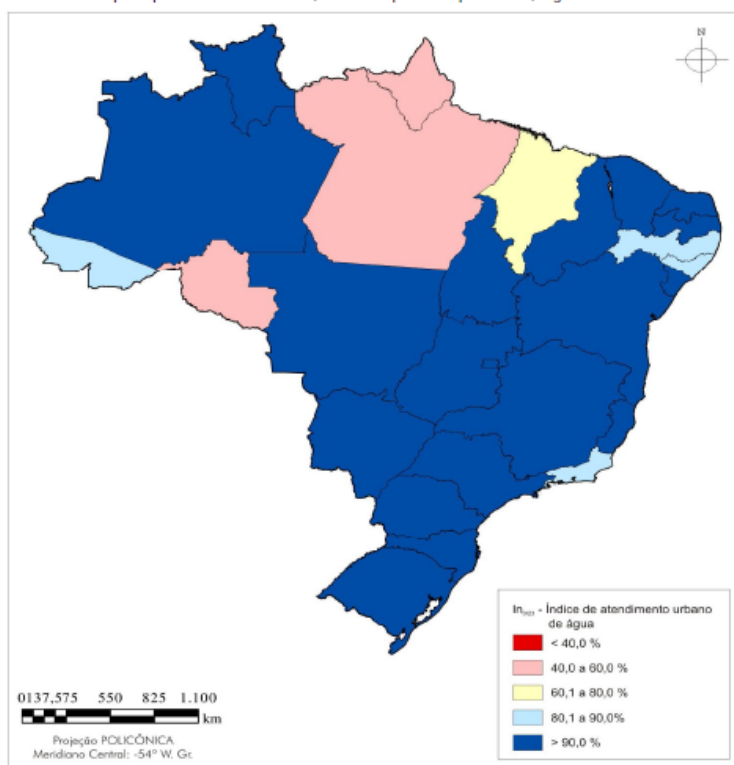 N
In₀₂₃ - Índice de atendimento urbano
de água
< 40,0 %
40,0 a 60,0 %
60,1 a 80,0 %
80,1 a 90,0%
> 90,0 %
0137,575 550 825 1.100
km
Projeção POLICÔNICA
Meridiano Central: -54º W. Gr.